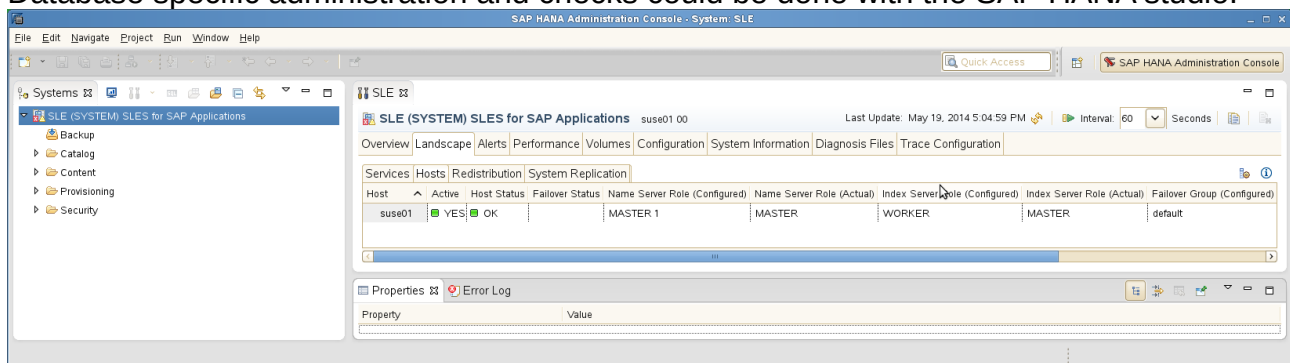 Database-specific administration and checks could be done with the SAP HANA studio.
SAP HANA Administration Console - System: SLE
File Edit Navigate Project Run Window Help
Quick Access SAP HANA Administration Console
Systems SLE
SLE (SYSTEM) SLES for SAP Applications
Backup
Catalog
Content
Provisioning
Security
SLE (SYSTEM) SLES for SAP Applications suse01 00 Last Update: May 19, 2014 5:04:59 PM Interval: 60 Seconds
Overview Landscape Alerts Performance Volumes Configuration System Information Diagnosis Files Trace Configuration
Services Hosts Redistribution System Replication
Host Active Host Status Failover Status Name Server Role (Configured) Name Server Role (Actual) Index Server Role (Configured) Index Server Role (Actual) Failover Group (Configured)
suse01 YES OK MASTER 1 MASTER WORKER MASTER default
Properties Error Log
Property Value